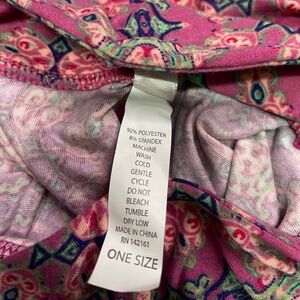 92% POLYESTER
8% SPANDEX
MACHINE
WASH
COLD
GENTLE
CYCLE
DO NOT
BLEACH
TUMBLE
DRY LOW
MADE IN CHINA
RN 142161
ONE SIZE